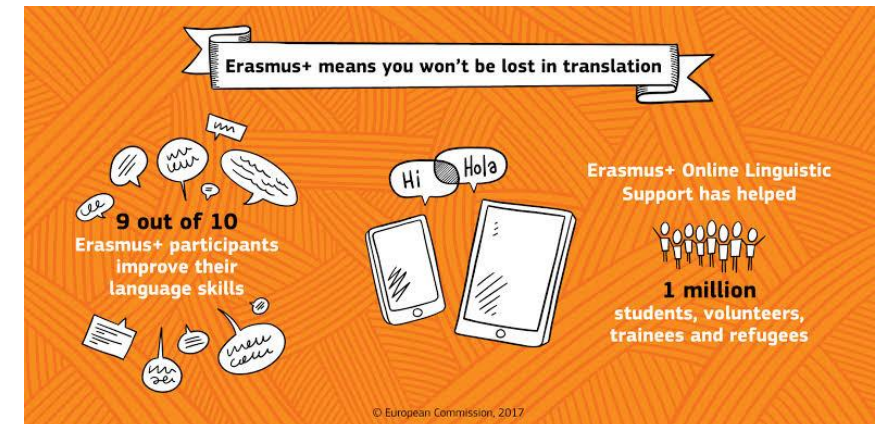 Erasmus+ means you won't be lost in translation
9 out of 10
Erasmus+ participants
improve their
language skills
Hi
Hola
Erasmus+ Online Linguistic
Support has helped
1 million
students, volunteers,
trainees and refugees
© European Commission, 2017